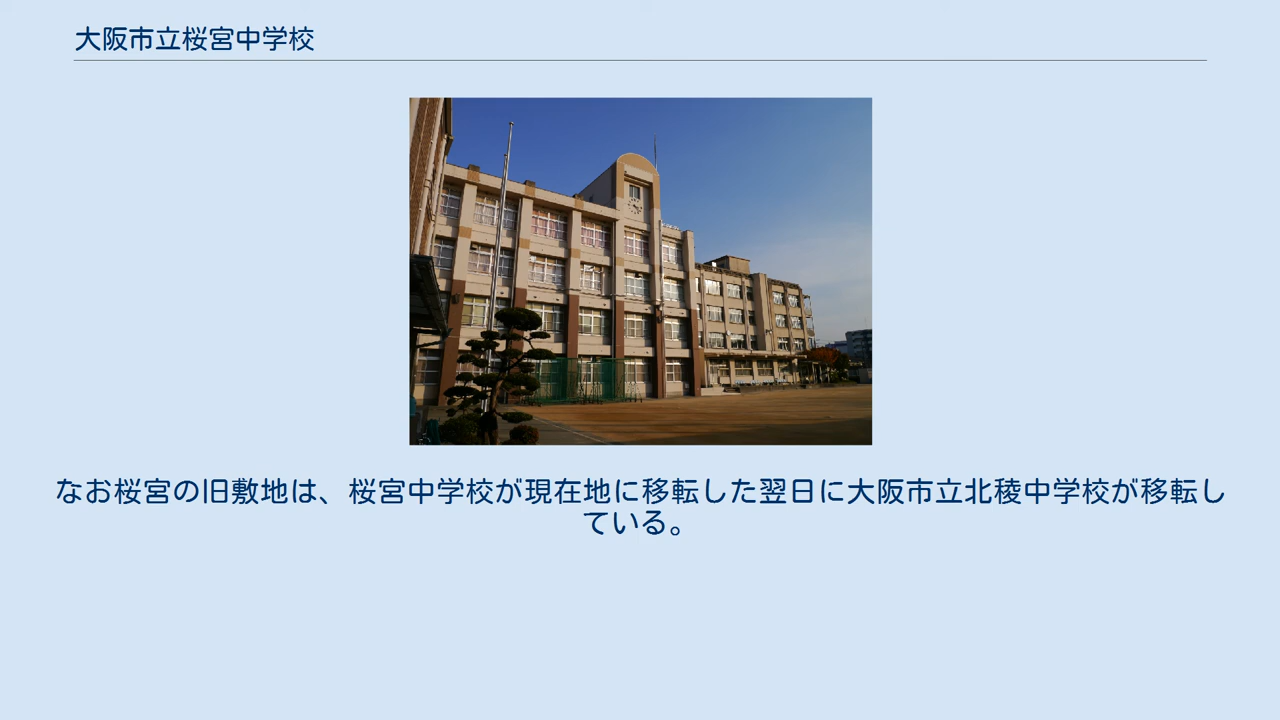 大阪市立桜宮中学校
なお桜宮の旧敷地は、桜宮中学校が現在地に移転した翌日に大阪市立北稜中学校が移転し
ている。